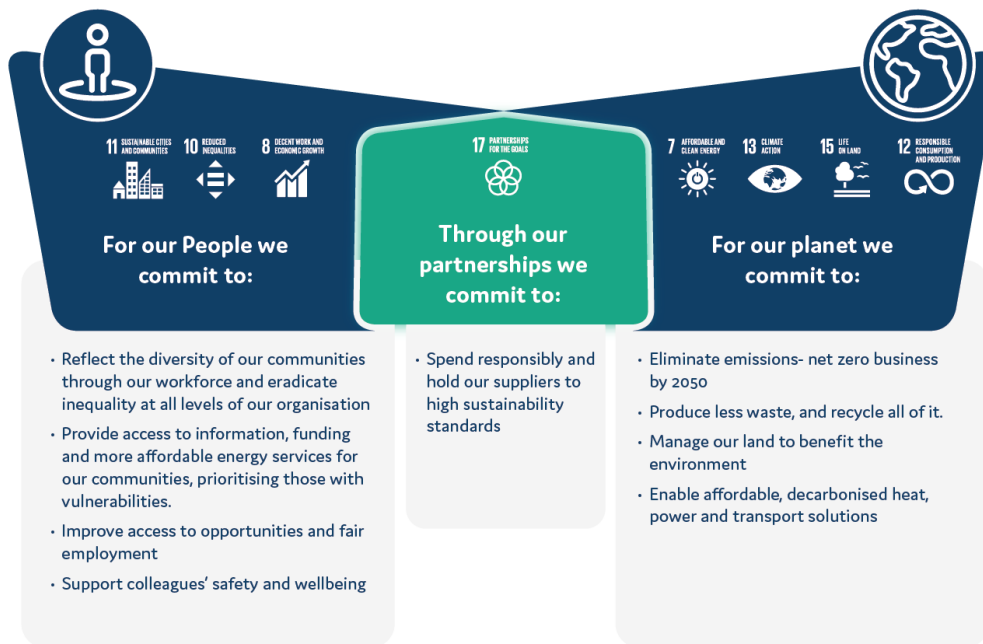 11 SUSTAINABLE CITIES
AND COMMUNITIES
10 REDUCED
INEQUALITIES
8 DECENT WORK AND
ECONOMIC GROWTH
For our People we
commit to:
· Reflect the diversity of our communities
through our workforce and eradicate
inequality at all levels of our organisation
· Provide access to information, funding
and more affordable energy services for
our communities, prioritising those with
vulnerabilities.
· Improve access to opportunities and fair
employment
· Support colleagues’ safety and wellbeing
17 PARTNERSHIPS
FOR THE GOALS
Through our
partnerships we
commit to:
· Spend responsibly and
hold our suppliers to
high sustainability
standards
7 AFFORDABLE AND
CLEAN ENERGY
13 CLIMATE
ACTION
15 LIFE
ON LAND
12 RESPONSIBLE
CONSUMPTION
AND PRODUCTION
For our planet we
commit to:
· Eliminate emissions- net zero business
by 2050
· Produce less waste, and recycle all of it.
· Manage our land to benefit the
environment
· Enable affordable, decarbonised heat,
power and transport solutions